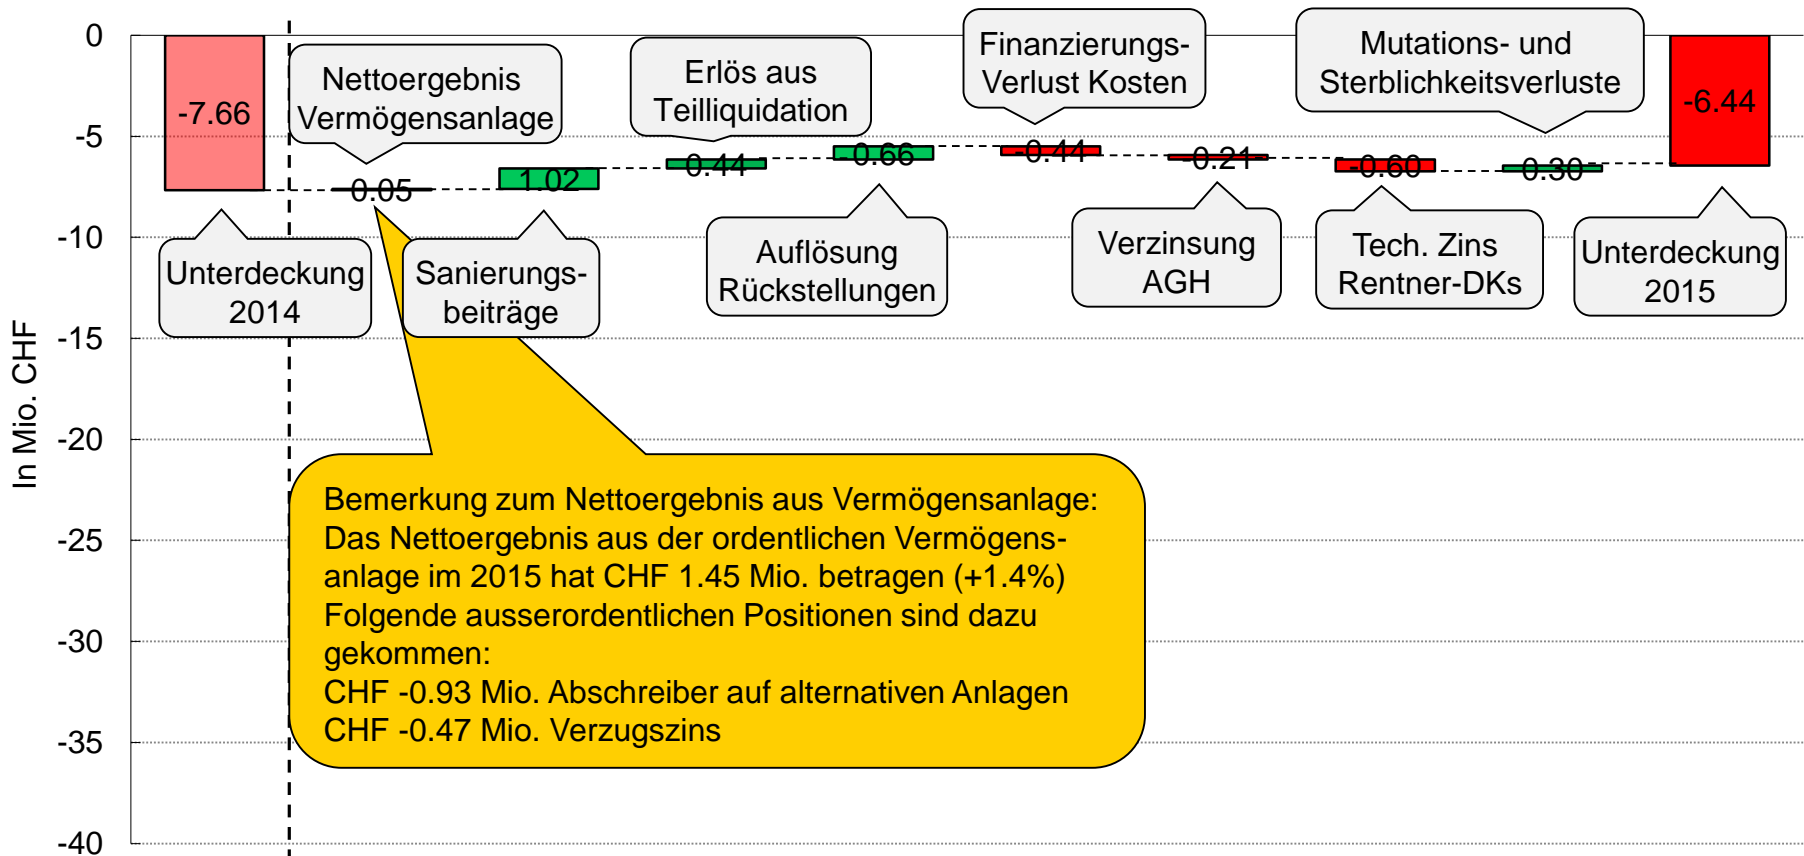 0
-5
-10
-15
-20
-25
-30
-35
-40
In Mio. CHF
-7.66
0.05
1.02
0.44
0.66
-0.44
-0.21
-0.60
0.30
-6.44
Nettoergebnis
Vermögensanlage
Erlös aus
Teilliquidation
Finanzierungs-
Verlust Kosten
Mutations- und
Sterblichkeitsverluste
Unterdeckung
2014
Sanierungs-
beiträge
Auflösung
Rückstellungen
Verzinsung
AGH
Tech. Zins
Rentner-DKs
Unterdeckung
2015
Bemerkung zum Nettoergebnis aus Vermögensanlage:
Das Nettoergebnis aus der ordentlichen Vermögens-
anlage im 2015 hat CHF 1.45 Mio. betragen (+1.4%)
Folgende ausserordentlichen Positionen sind dazu
gekommen:
CHF -0.93 Mio. Abschreiber auf alternativen Anlagen
CHF -0.47 Mio. Verzugszins